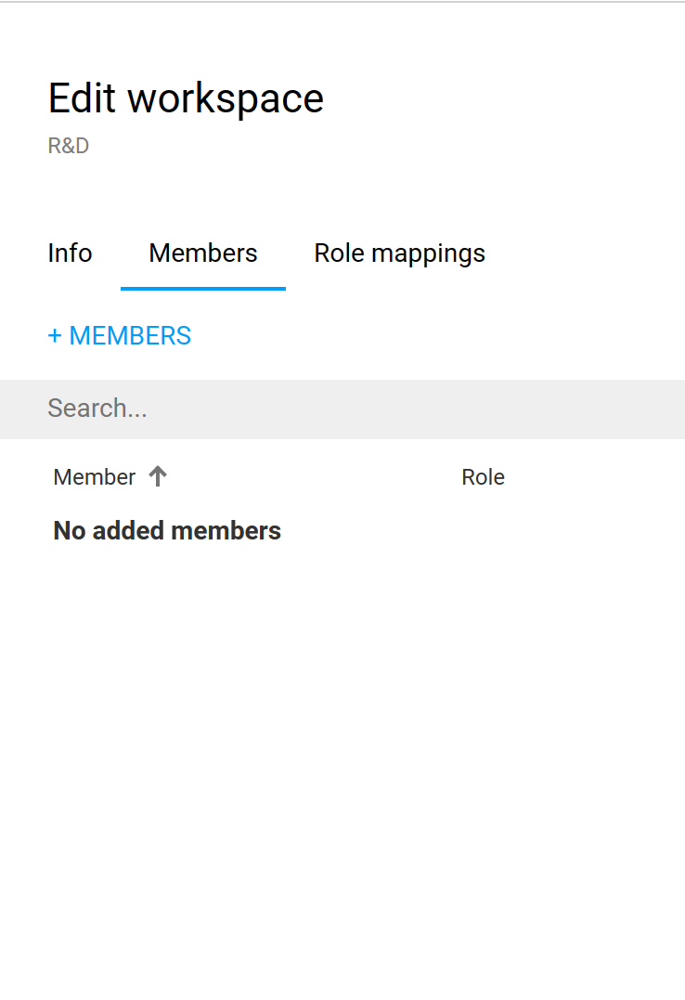 Edit workspace
R&D
Info Members Role mappings
+ MEMBERS
Search...
Member Role
No added members